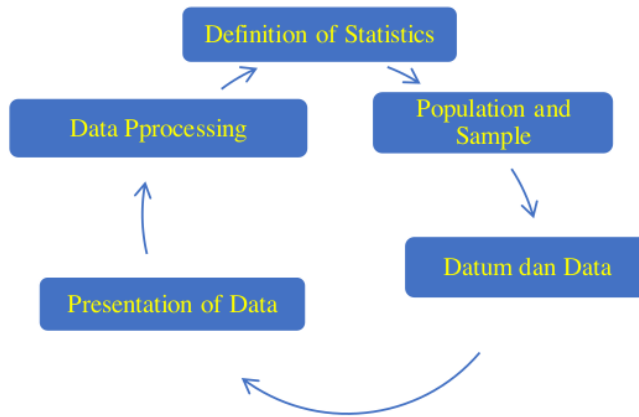 Definition of Statistics
Population and
Sample
Datum dan Data
Presentation of Data
Data Pprocessing